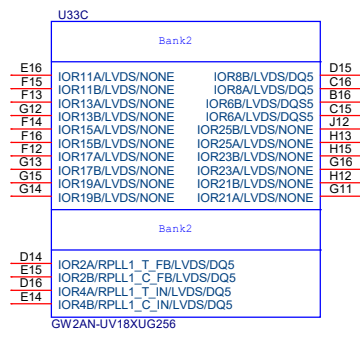 U33C
Bank2
E16 IOR11A/LVDS/NONE IOR8B/LVDS/DQ5 D15
F15 IOR11B/LVDS/NONE IOR8A/LVDS/DQ5 C16
F13 IOR13A/LVDS/NONE IOR6B/LVDS/DQS5 B16
G12 IOR13B/LVDS/NONE IOR6A/LVDS/DQS5 C15
F14 IOR15A/LVDS/NONE IOR25B/LVDS/NONE J12
F16 IOR15B/LVDS/NONE IOR25A/LVDS/NONE H13
F12 IOR17A/LVDS/NONE IOR23B/LVDS/NONE H15
G13 IOR17B/LVDS/NONE IOR23A/LVDS/NONE G16
G15 IOR19A/LVDS/NONE IOR21B/LVDS/NONE H12
G14 IOR19B/LVDS/NONE IOR21A/LVDS/NONE G11
Bank2
D14 IOR2A/RPLL1_T_FB/LVDS/DQ5
E15 IOR2B/RPLL1_C_FB/LVDS/DQ5
D16 IOR4A/RPLL1_T_IN/LVDS/DQ5
E14 IOR4B/RPLL1_C_IN/LVDS/DQ5
GW2AN-UV18XUG256